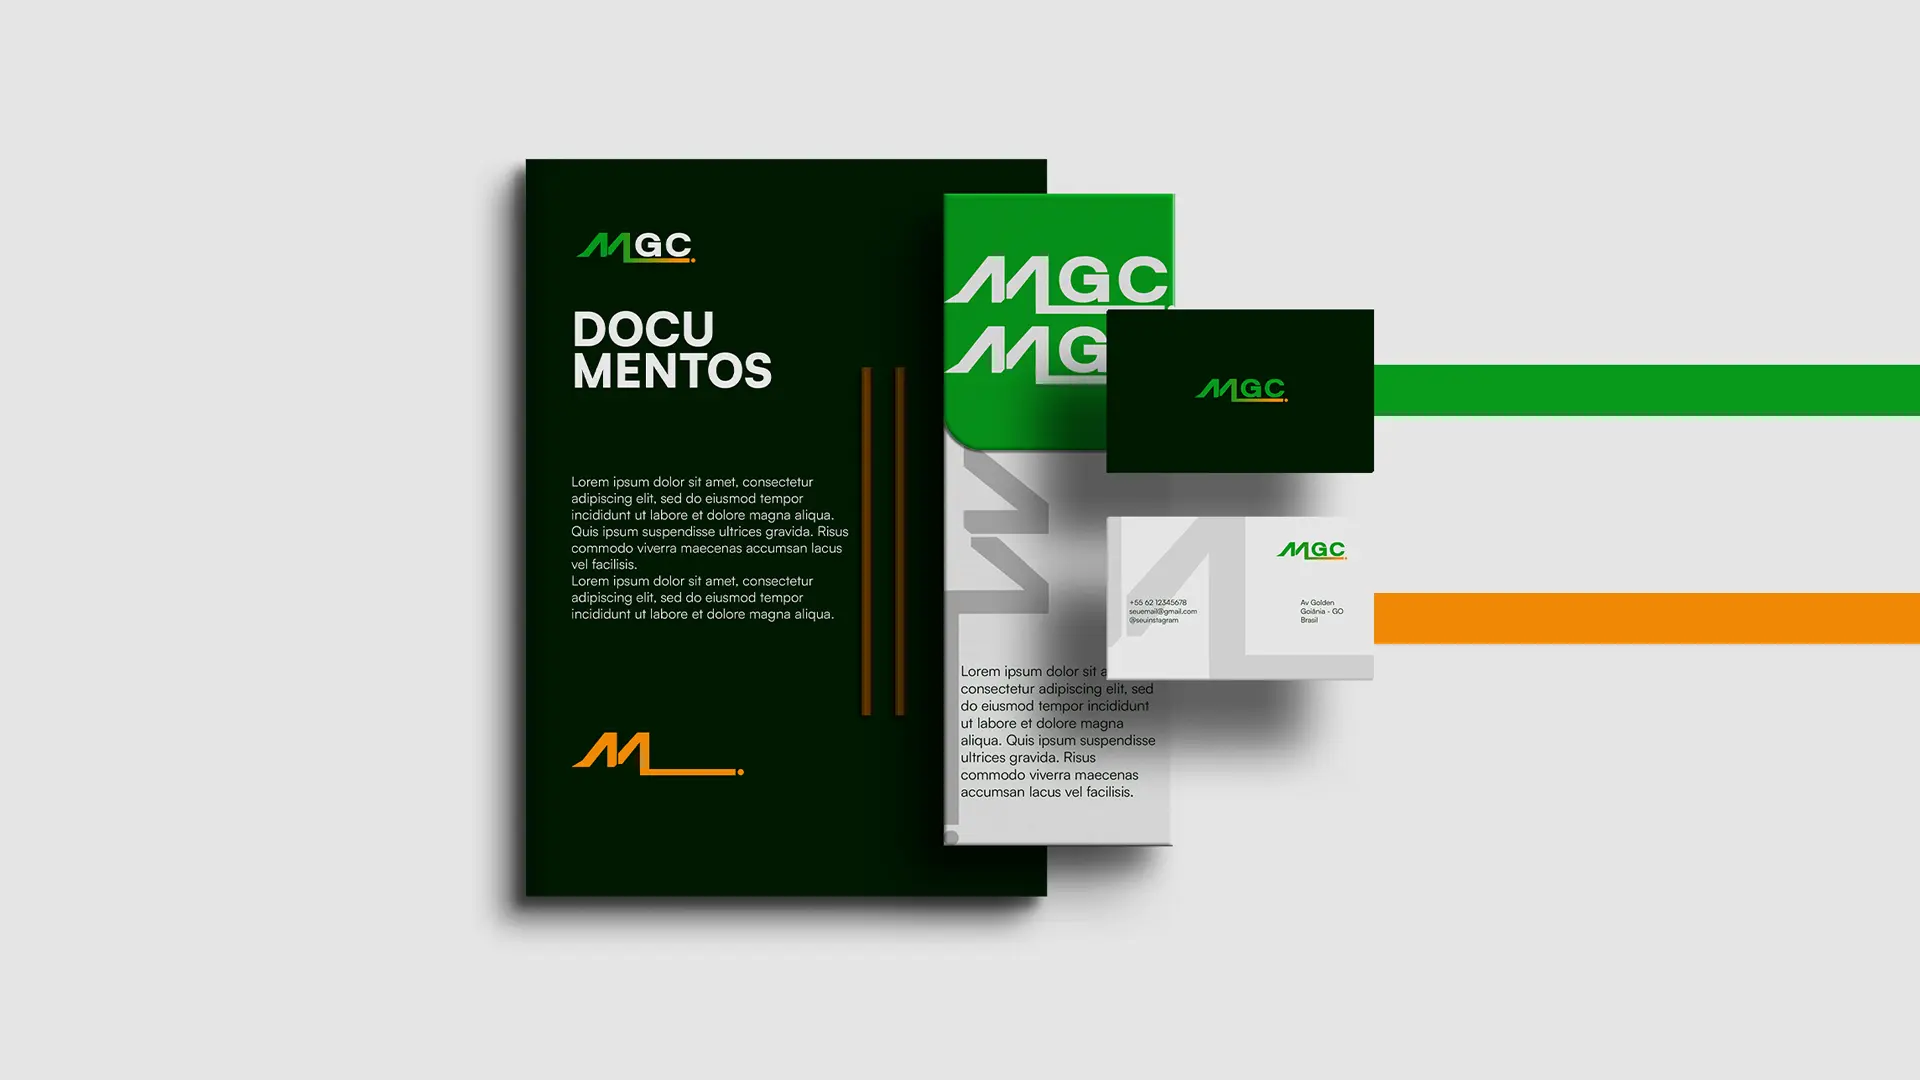 MGC
DOCU
MENTOS
Lorem ipsum dolor sit amet, consectetur
adipiscing elit, sed do eiusmod tempor
incididunt ut labore et dolore magna aliqua.
Quis ipsum suspendisse ultrices gravida. Risus
commodo viverra maecenas accumsan lacus
vel facilisis.
Lorem ipsum dolor sit amet, consectetur
adipiscing elit, sed do eiusmod tempor
incididunt ut labore et dolore magna aliqua.
M
MGC
MG
Lorem ipsum dolor sit a
consectetur adipiscing elit, sed
do eiusmod tempor incididunt
ut labore et dolore magna
aliqua. Quis ipsum suspendisse
ultrices gravida. Risus
commodo viverra maecenas
accumsan lacus vel facilisis.
MGC
MGC
+55 62 12345678
seuemail@gmail.com
@seuinstagram
Av Golden
Goiânia - GO
Brasil